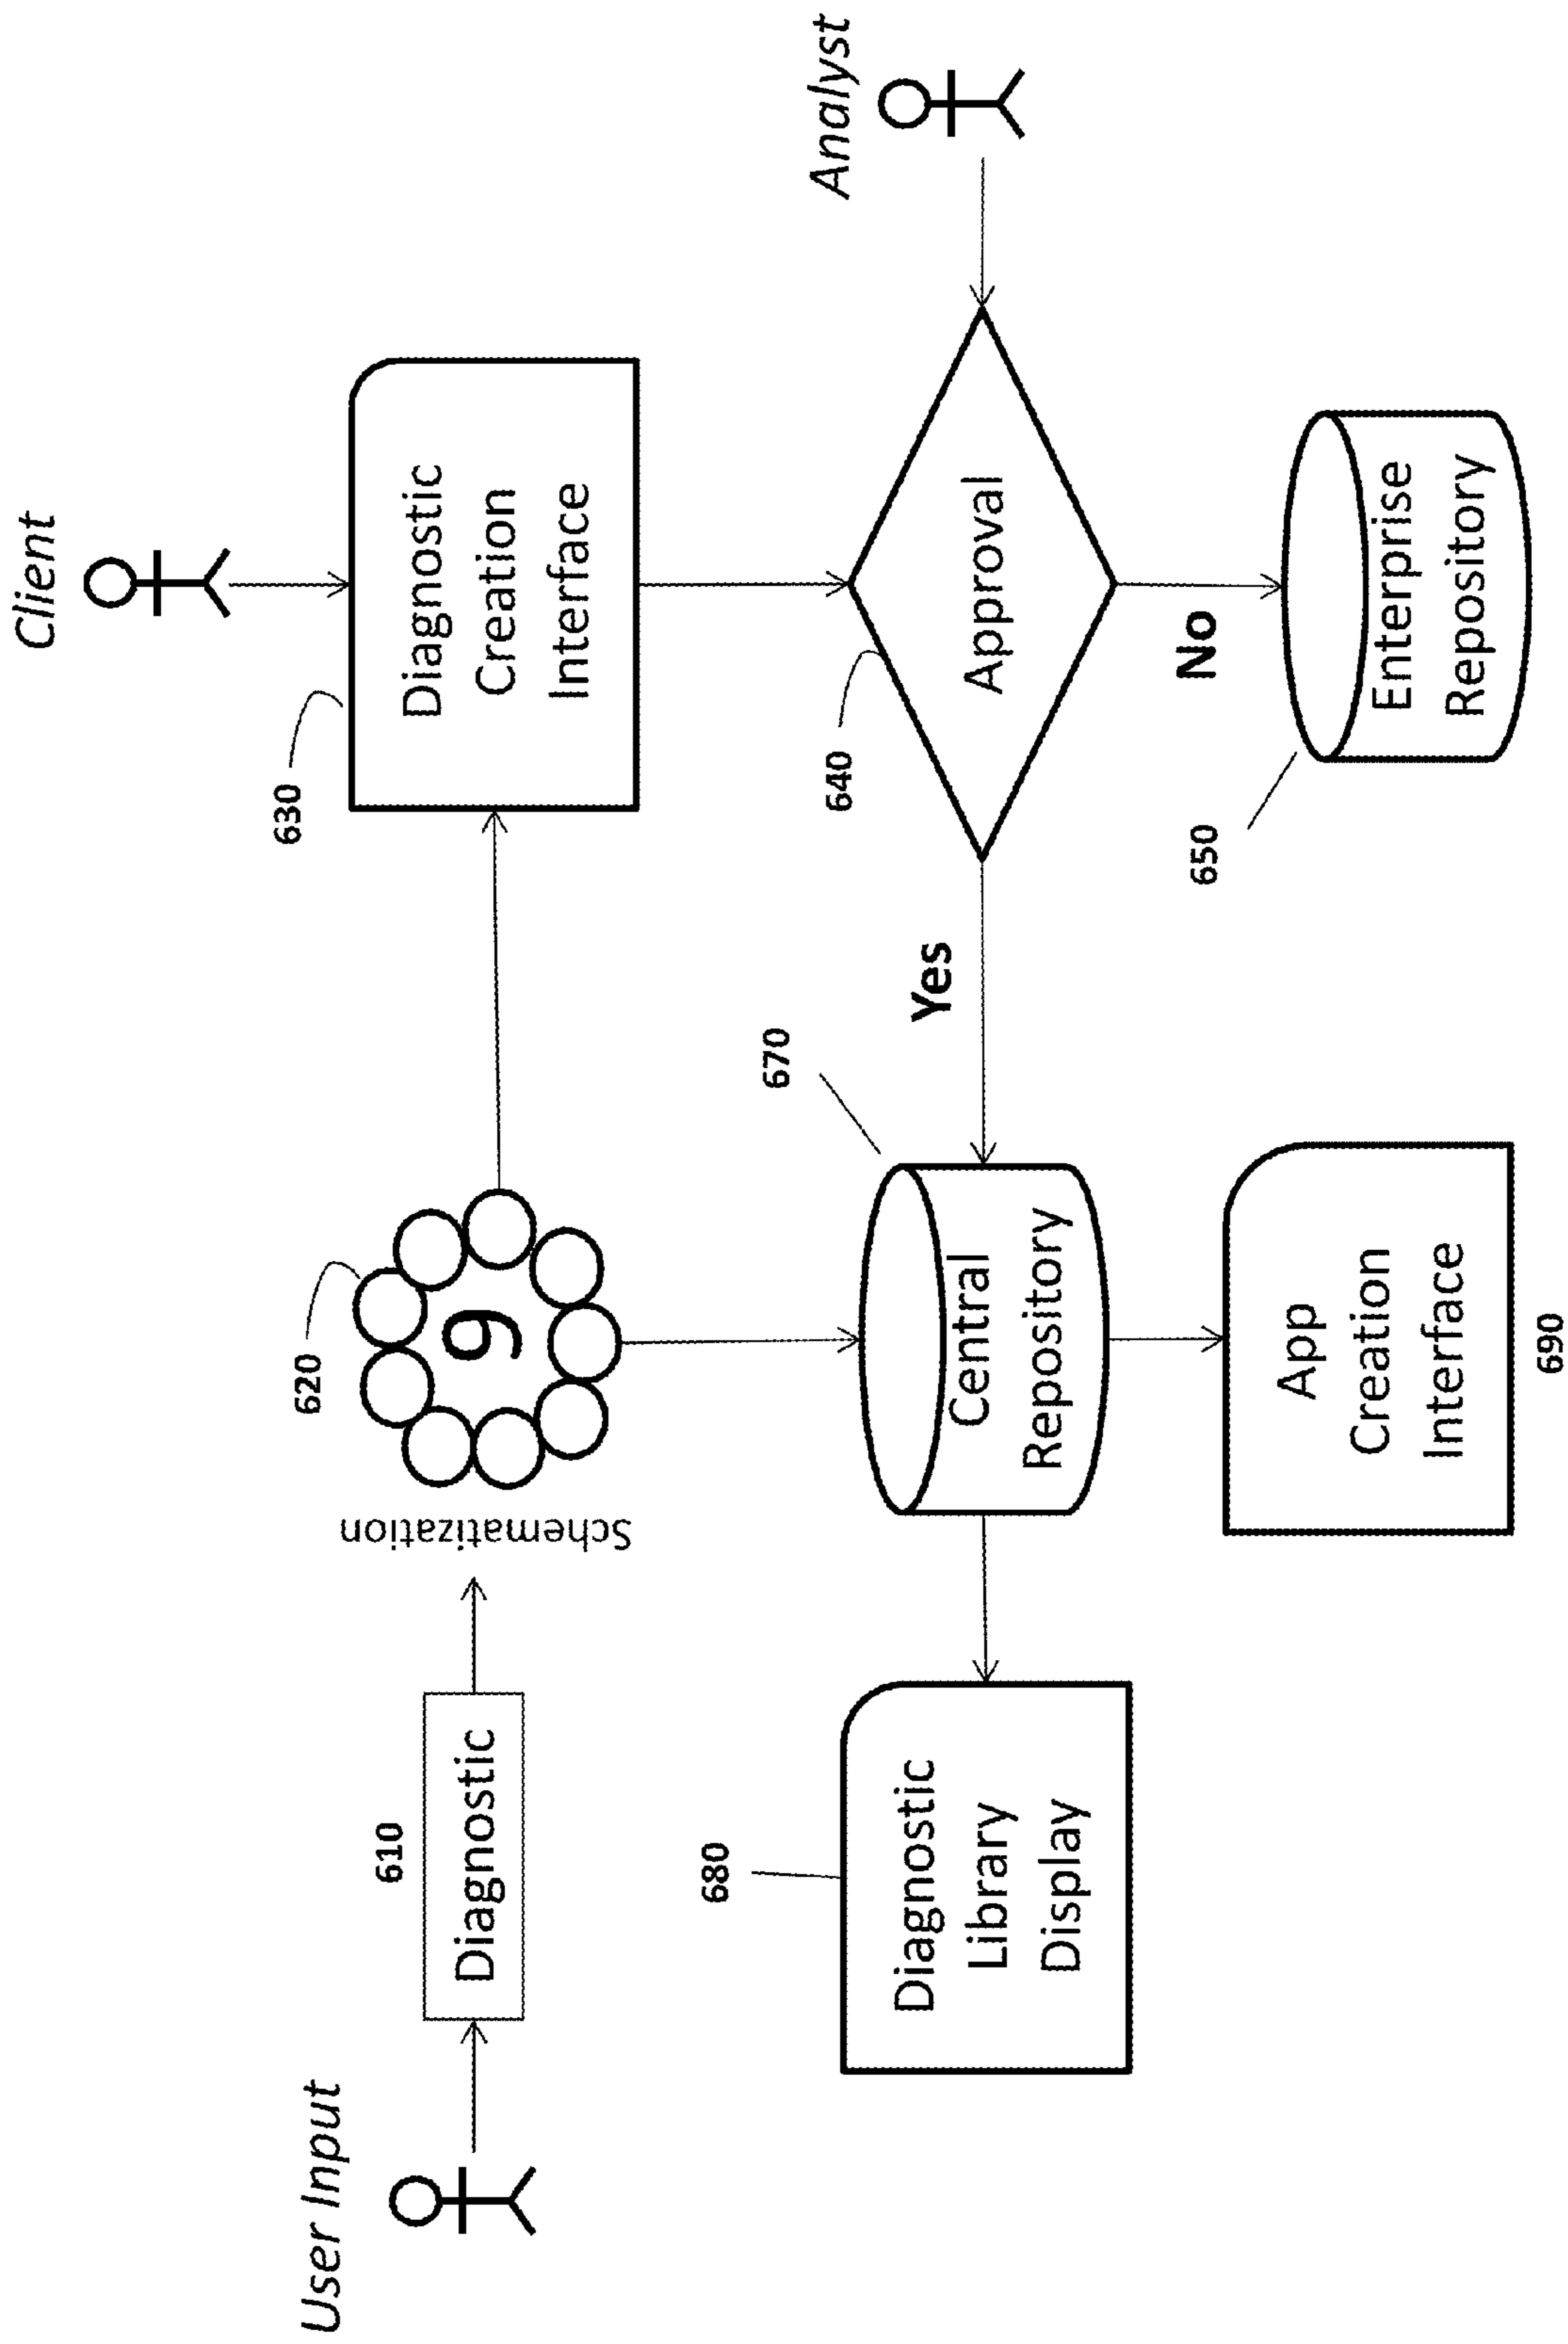 Client
630
Diagnostic
Creation
Interface
620
9
Schematization
610
Diagnostic
User Input
Analyst
640
Approval
Yes
No
670
Central
Repository
680
Diagnostic
Library
Display
650
Enterprise
Repository
App
Creation
Interface
690